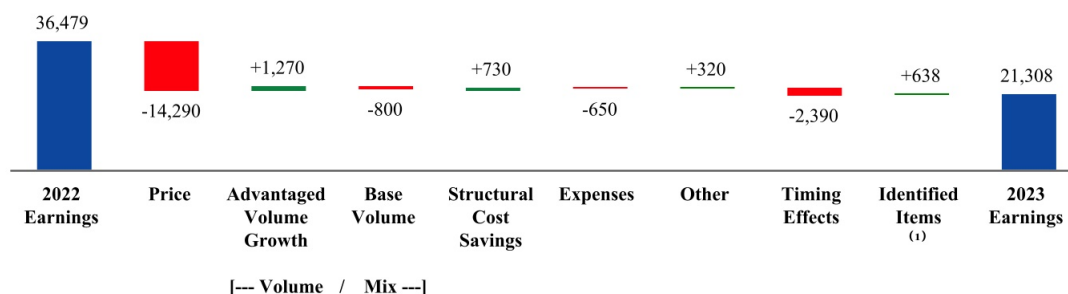 36,479
-14,290
+1,270
-800
+730
-650
+320
-2,390
+638
21,308
2022
Earnings
Price
Advantaged
Volume
Growth
Base
Volume
Structural
Cost
Savings
Expenses
Other
Timing
Effects
Identified
Items
(1)
2023
Earnings
[--- Volume / Mix ---]